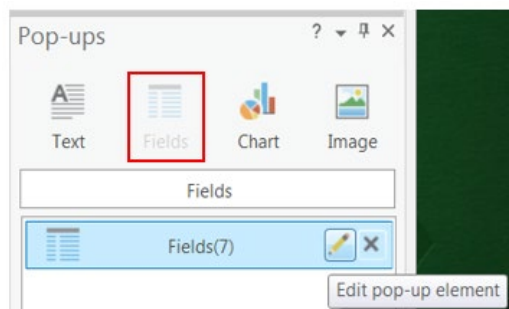 Pop-ups ?
Text Fields Chart Image
Fields
Fields(7)
Edit pop-up element